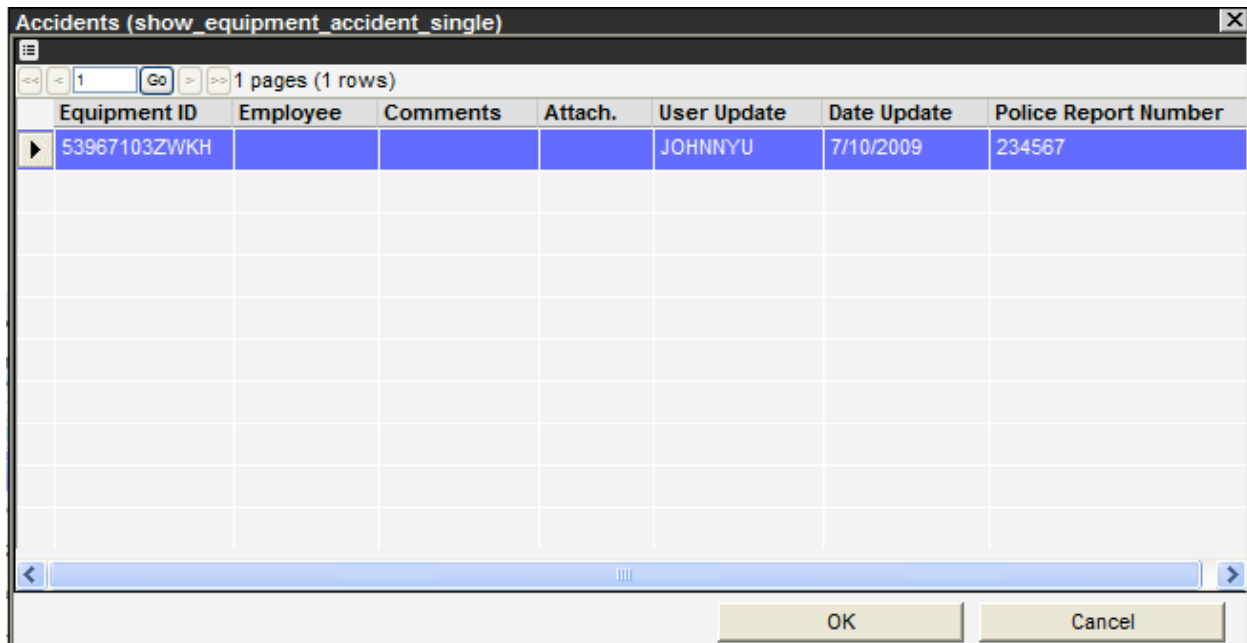 Accidents (show_equipment_accident_single)
<< < 1 Go > >> 1 pages (1 rows)
Equipment ID Employee Comments Attach. User Update Date Update Police Report Number
53967103ZWKH JOHNNYU 7/10/2009 234567
OK Cancel